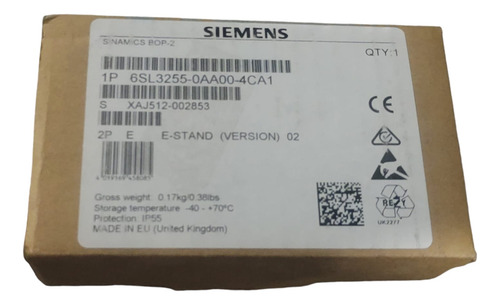 SIEMENS
SINAMICS BOP-2
QTY:1
1P 6SL3255-0AA00-4CA1
S XAJ512-002853
2P E E-STAND (VERSION) 02
Gross weight: 0.17kg/0.38lbs
Storage temperature -40 - +70°C
Protection: IP55
MADE IN EU (United Kingdom)
CE
RE2Y